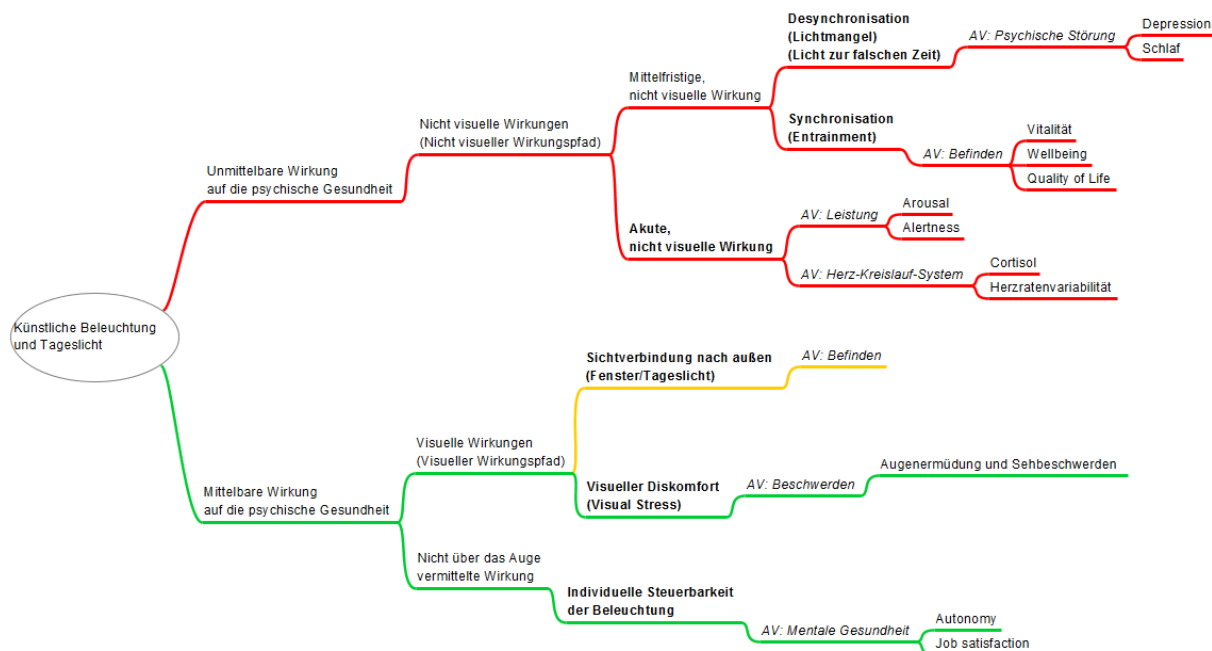 Künstliche Beleuchtung
und Tageslicht
Unmittelbare Wirkung
auf die psychische Gesundheit
Nicht visuelle Wirkungen
(Nicht visueller Wirkungspfad)
Mittelfristige,
nicht visuelle Wirkung
Desynchronisation
(Lichtmangel)
(Licht zur falschen Zeit)
AV: Psychische Störung
Depression
Schlaf
Synchronisation
(Entrainment)
AV: Befinden
Vitalität
Wellbeing
Quality of Life
Akute,
nicht visuelle Wirkung
AV: Leistung
Arousal
Alertness
AV: Herz-Kreislauf-System
Cortisol
Herzratenvariabilität
Mittelbare Wirkung
auf die psychische Gesundheit
Visuelle Wirkungen
(Visueller Wirkungspfad)
Sichtverbindung nach außen
(Fenster/Tageslicht)
AV: Befinden
Visueller Diskomfort
(Visual Stress)
AV: Beschwerden
Augenermüdung und Sehbeschwerden
Nicht über das Auge
vermittelte Wirkung
Individuelle Steuerbarkeit
der Beleuchtung
AV: Mentale Gesundheit
Autonomy
Job satisfaction